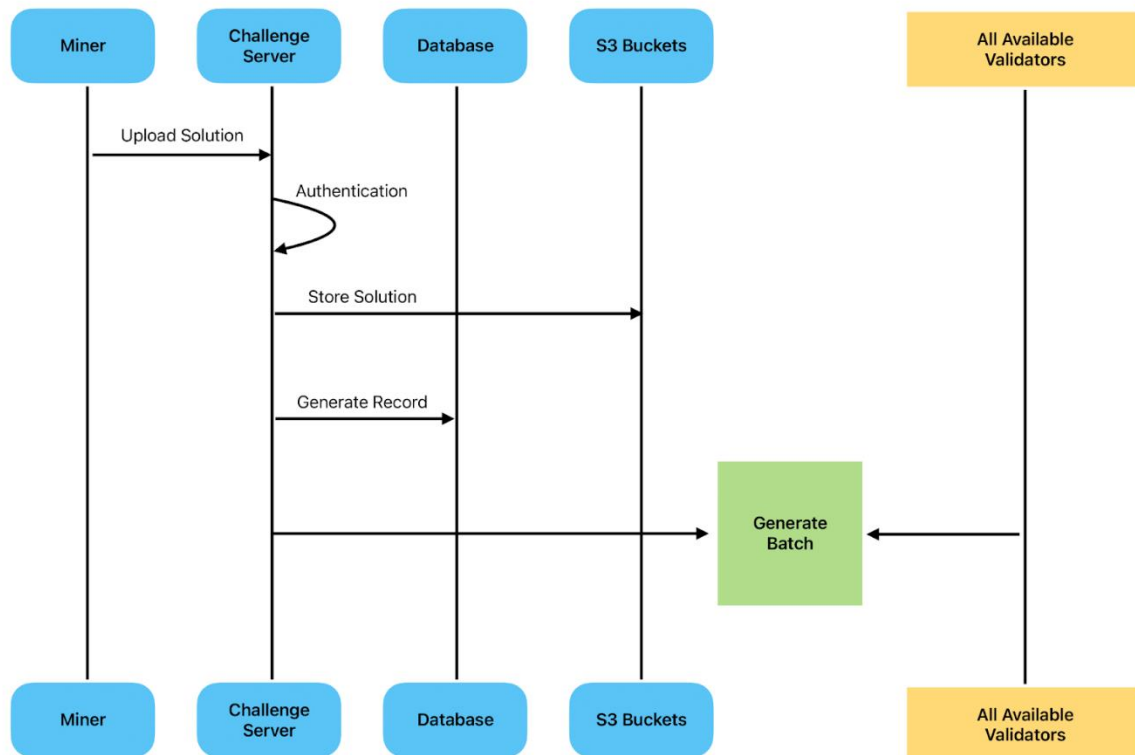 Miner
Challenge
Server
Database
S3 Buckets
All Available
Validators
Upload Solution
Authentication
Store Solution
Generate Record
Generate
Batch
Miner
Challenge
Server
Database
S3 Buckets
All Available
Validators